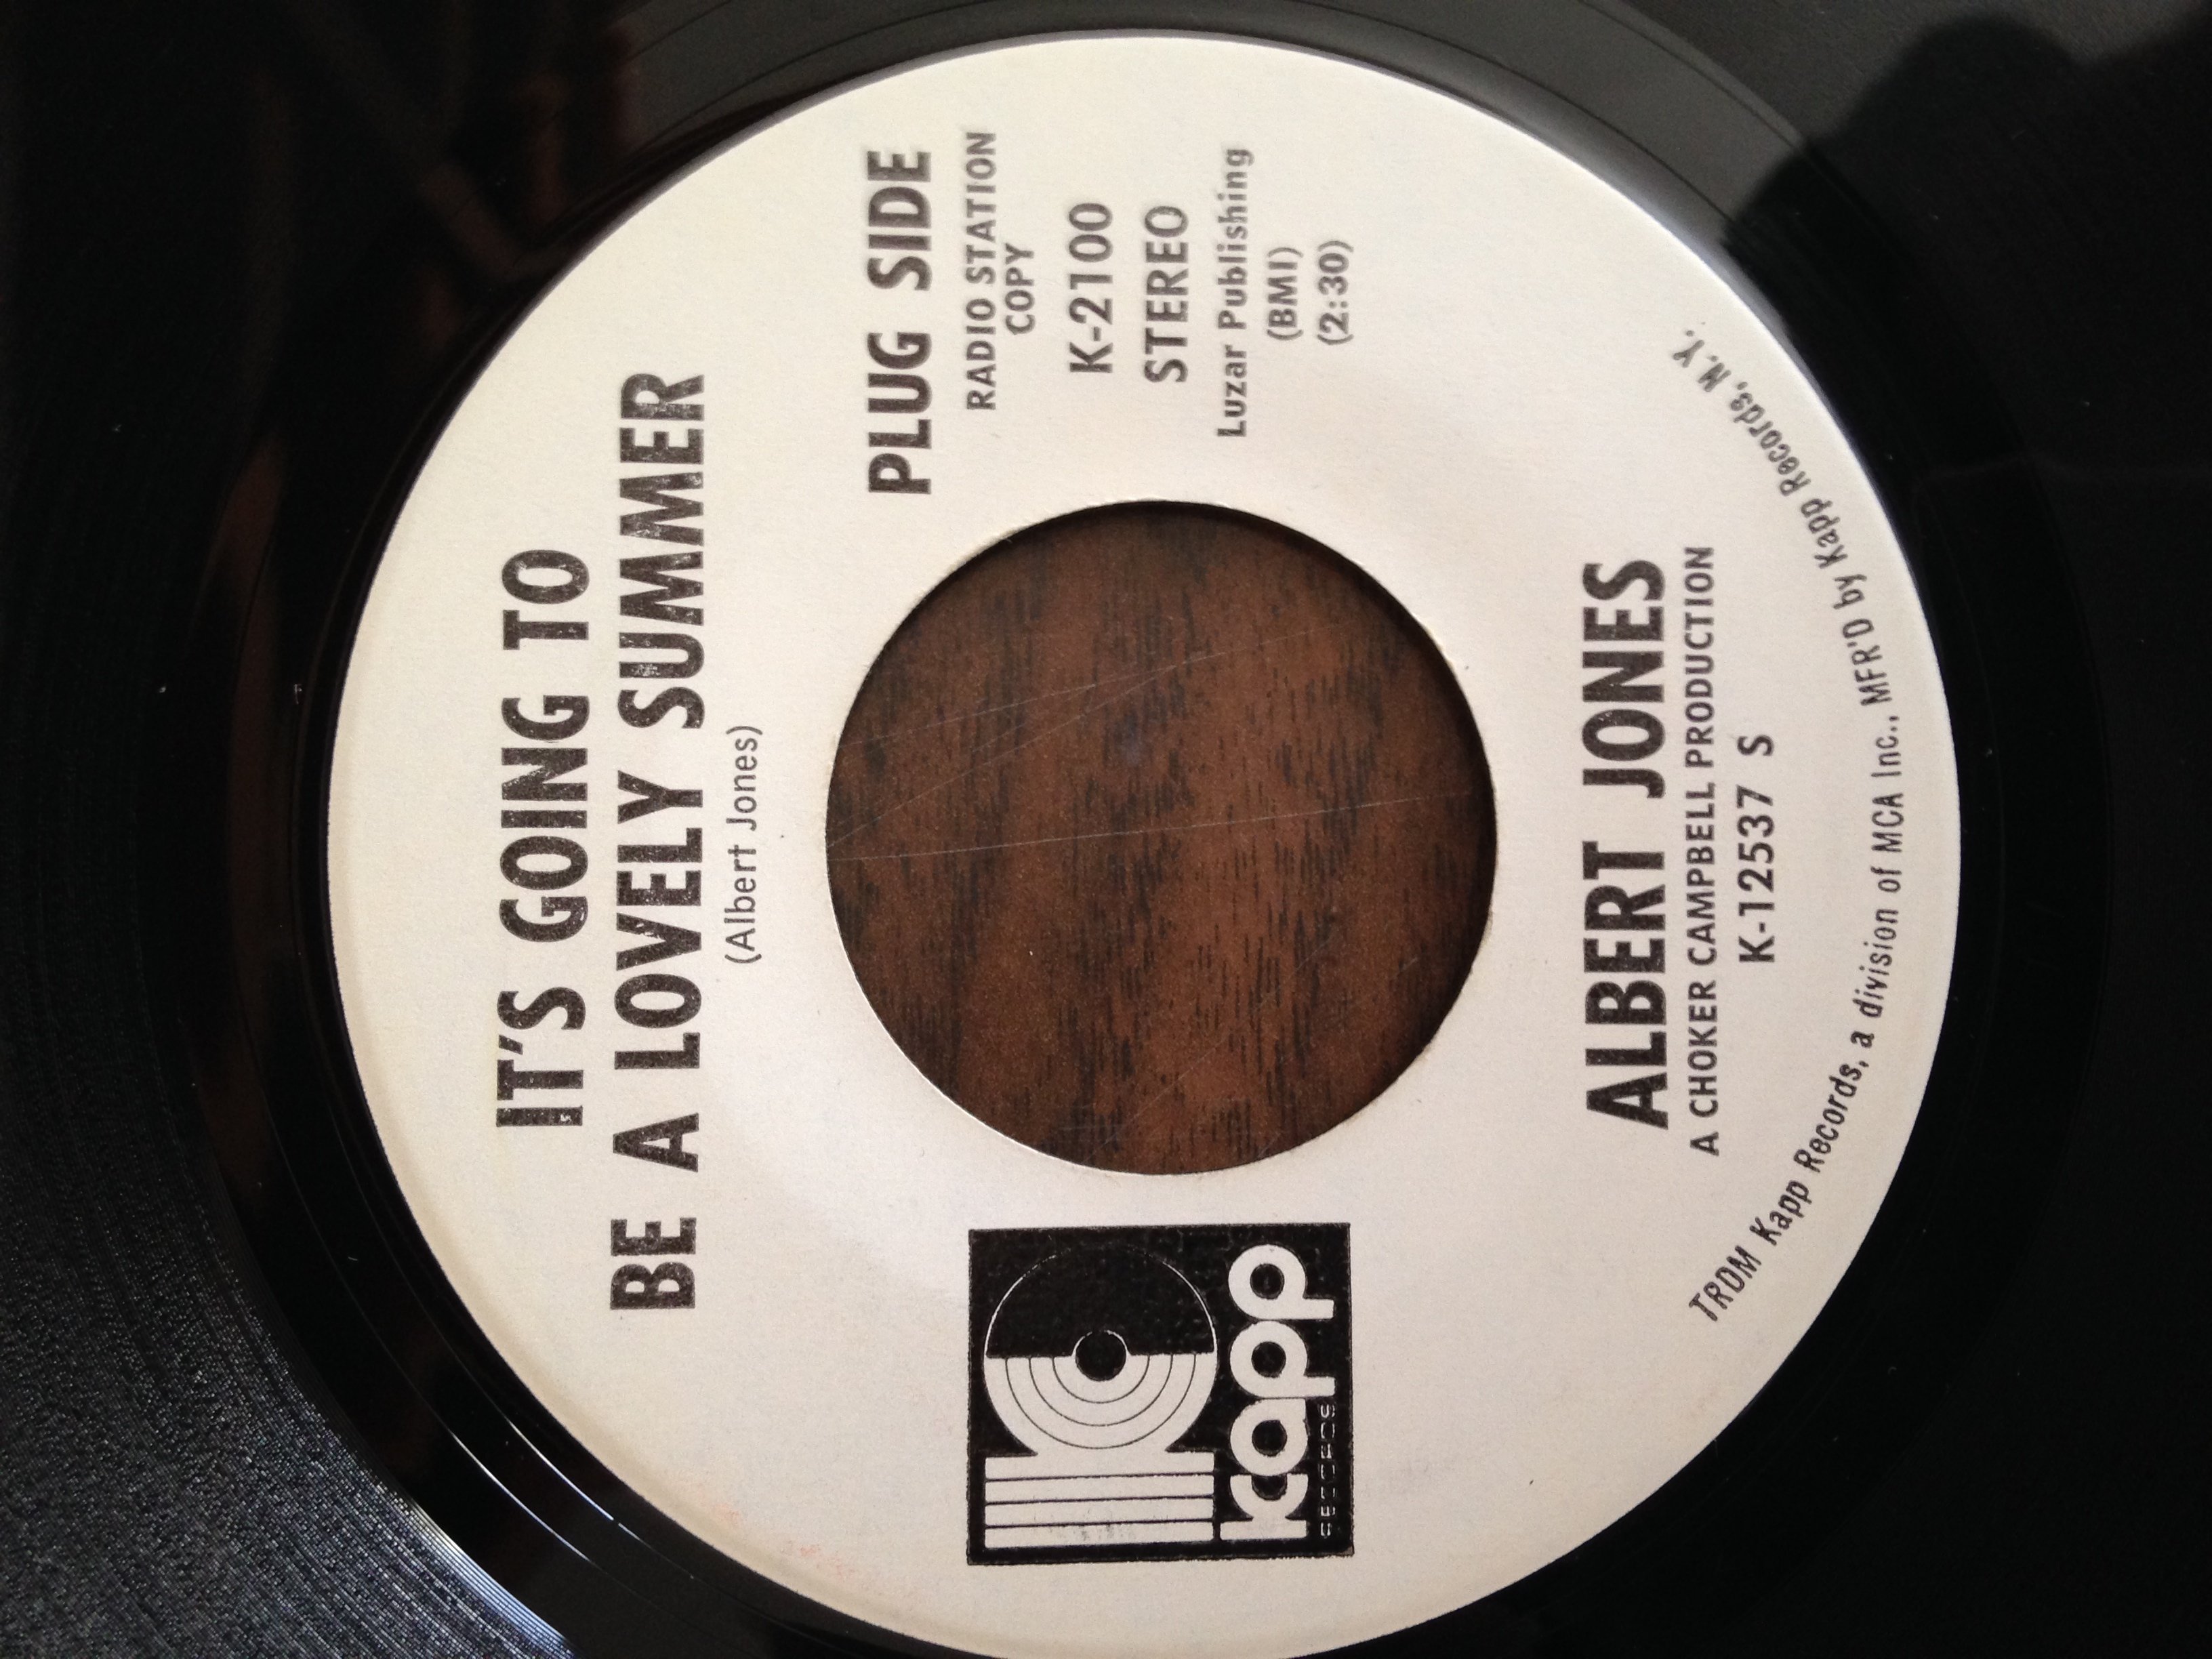 IT'S GOING TO
BE A LOVELY SUMMER
(Albert Jones)
kapp
RECORDS
PLUG SIDE
RADIO STATION
COPY
K-2100
STEREO
Luzar Publishing
(BMI)
(2:30)
ALBERT JONES
A CHOKER CAMPBELL PRODUCTION
K-12537 S
TRDM Kapp Records, a division of MCA Inc., MFR'D by Kapp Records, N.Y.